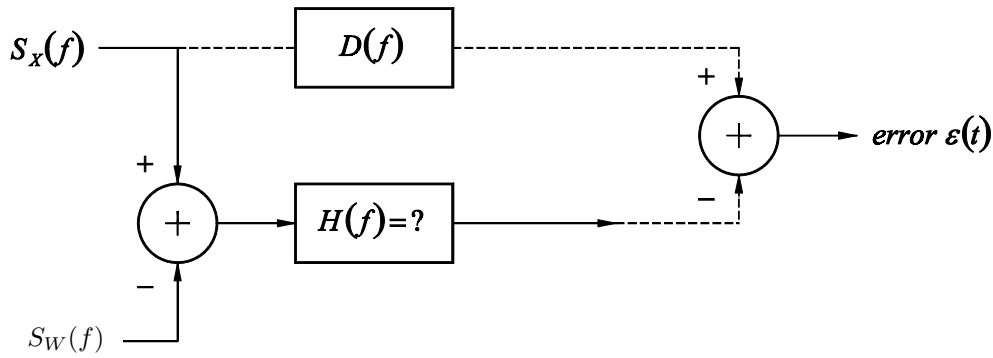 S_X(f)
D(f)
+
+
+
error ε(t)
+
H(f)=?
−
+
−
S_W(f)